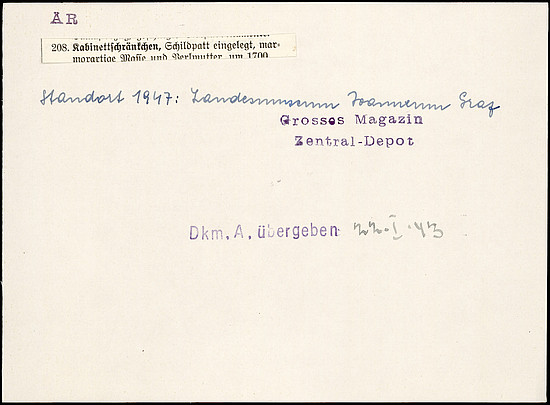 AR
208. Kabinettschränkchen, Schildpatt eingelegt, mar-
morartige Masse und Perlmutter, um 1700
Standort 1947: Landesmuseum Joanneum Graz
Grosses Magazin
Zentral-Depot
Dkm. A. übergeben 22.I.43